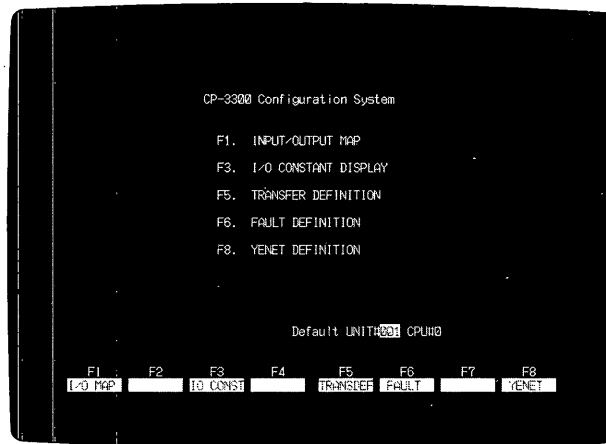 CP-3300 Configuration System
F1. INPUT/OUTPUT MAP
F3. I/O CONSTANT DISPLAY
F5. TRANSFER DEFINITION
F6. FAULT DEFINITION
F8. YENET DEFINITION
Default UNIT#001 CPU#0
F1 F2 F3 F4 F5 F6 F7 F8
I/O MAP IO CONST TRANSDEF FAULT YENET